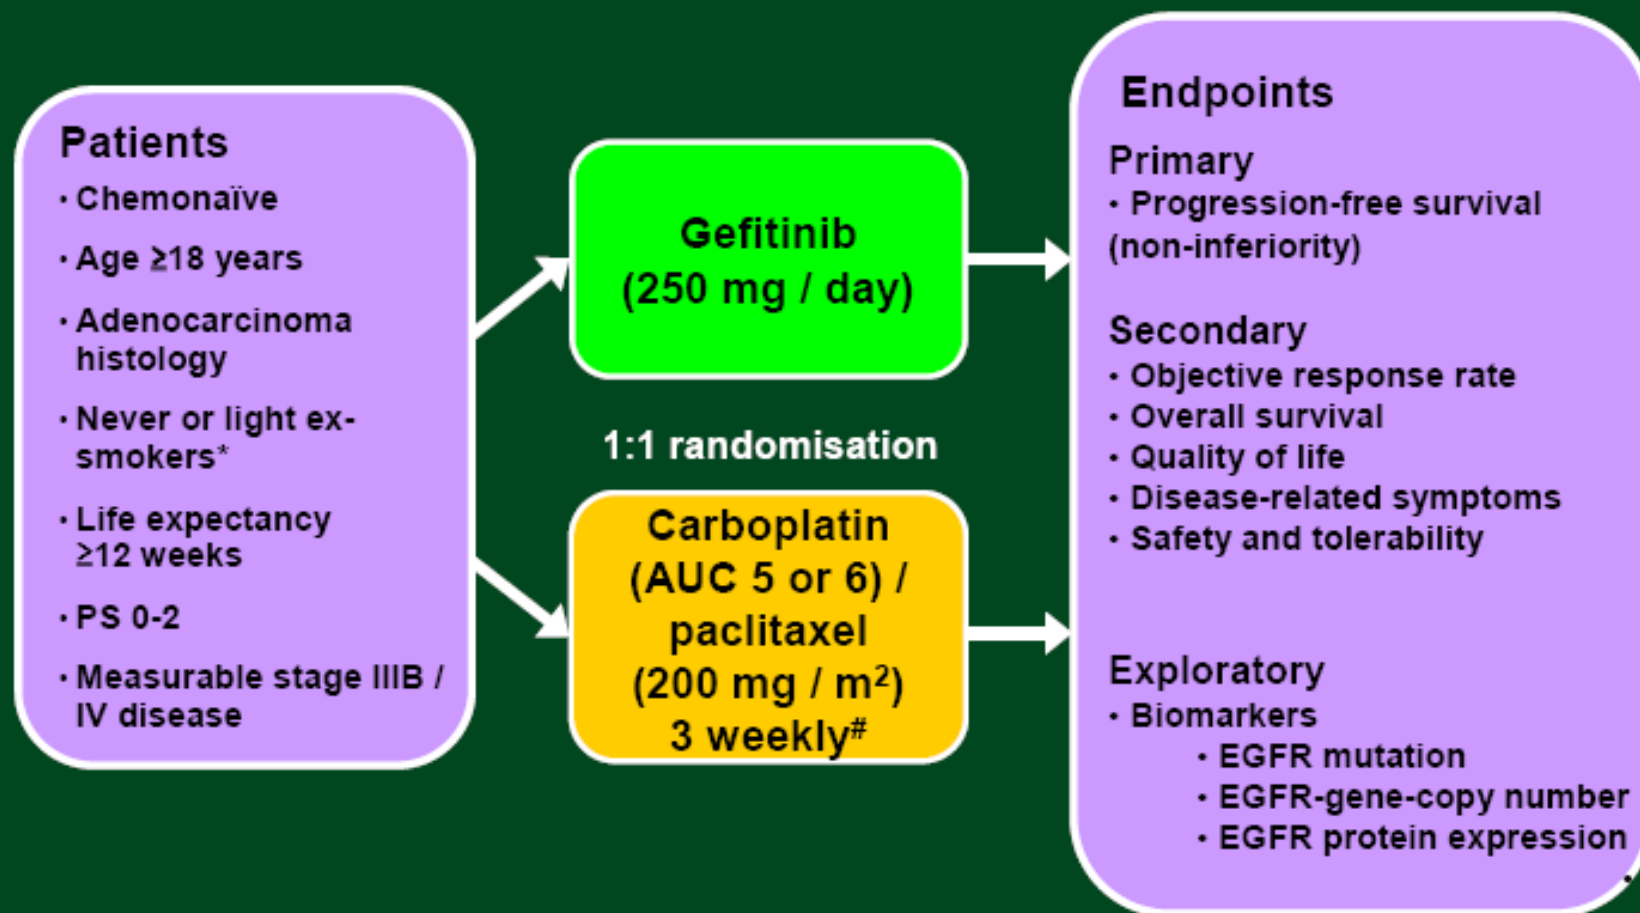 Patients
· Chemonaïve
· Age ≥18 years
· Adenocarcinoma
histology
· Never or light ex-
smokers*
· Life expectancy
≥12 weeks
· PS 0-2
· Measurable stage IIIB /
IV disease
Gefitinib
(250 mg / day)
1:1 randomisation
Carboplatin
(AUC 5 or 6) /
paclitaxel
(200 mg / m²)
3 weekly#
Endpoints
Primary
· Progression-free survival
(non-inferiority)
Secondary
· Objective response rate
· Overall survival
· Quality of life
· Disease-related symptoms
· Safety and tolerability
Exploratory
· Biomarkers
· EGFR mutation
· EGFR-gene-copy number
· EGFR protein expression